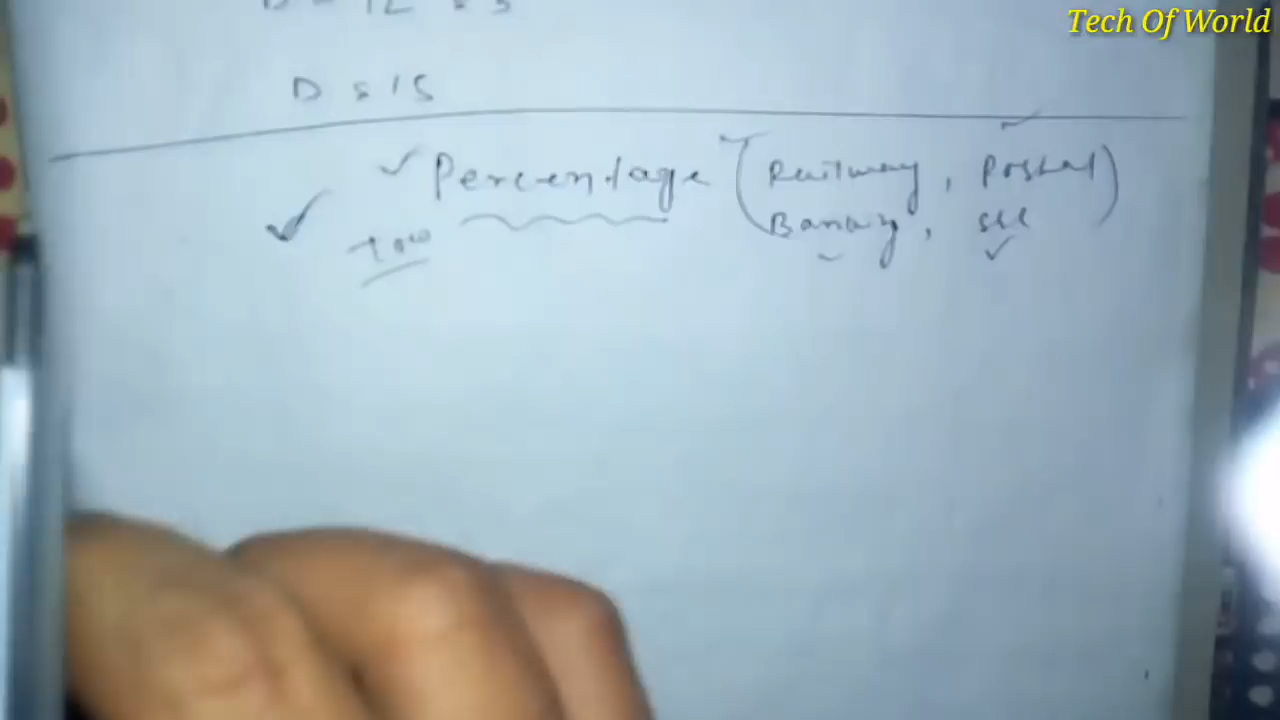 Tech Of World
D = 15
Percentage (Railway, Postal)
Banking, SSC